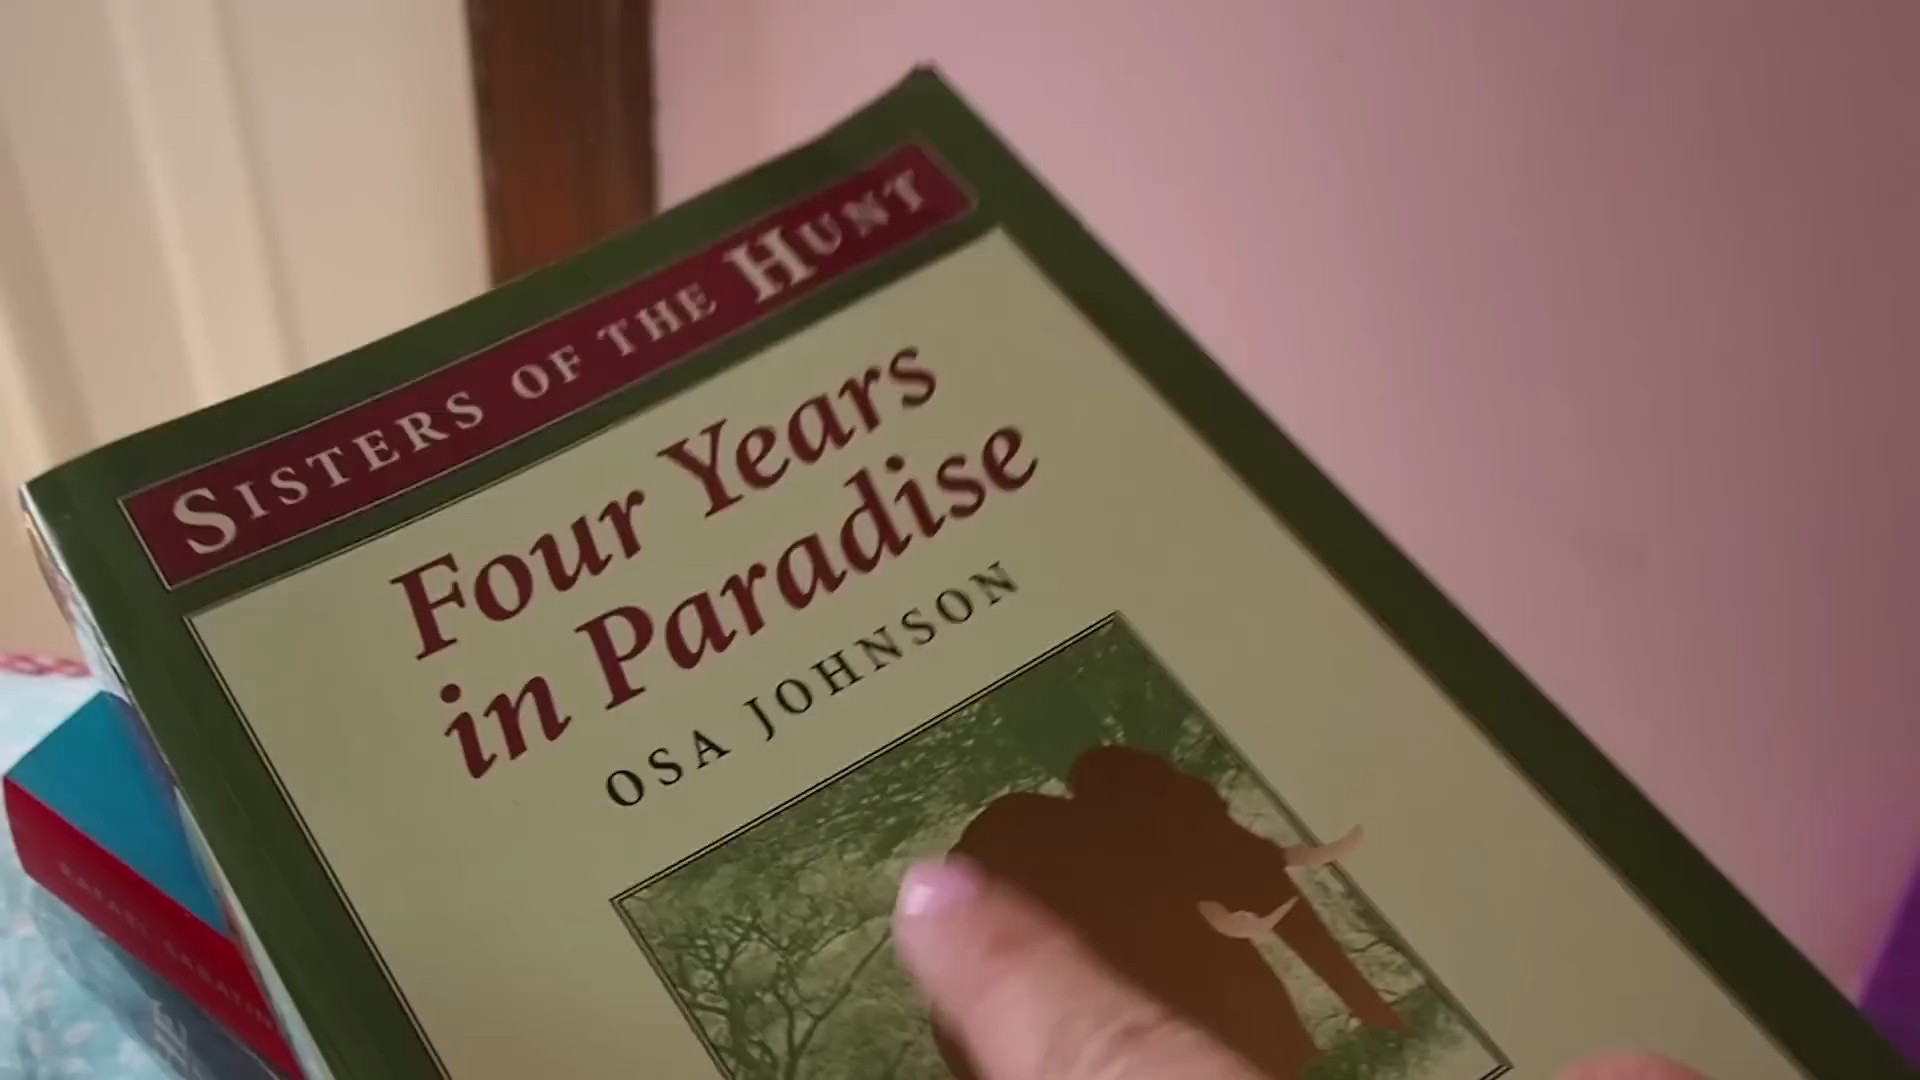 SISTERS OF THE HUNT
Four Years
in Paradise
OSA JOHNSON